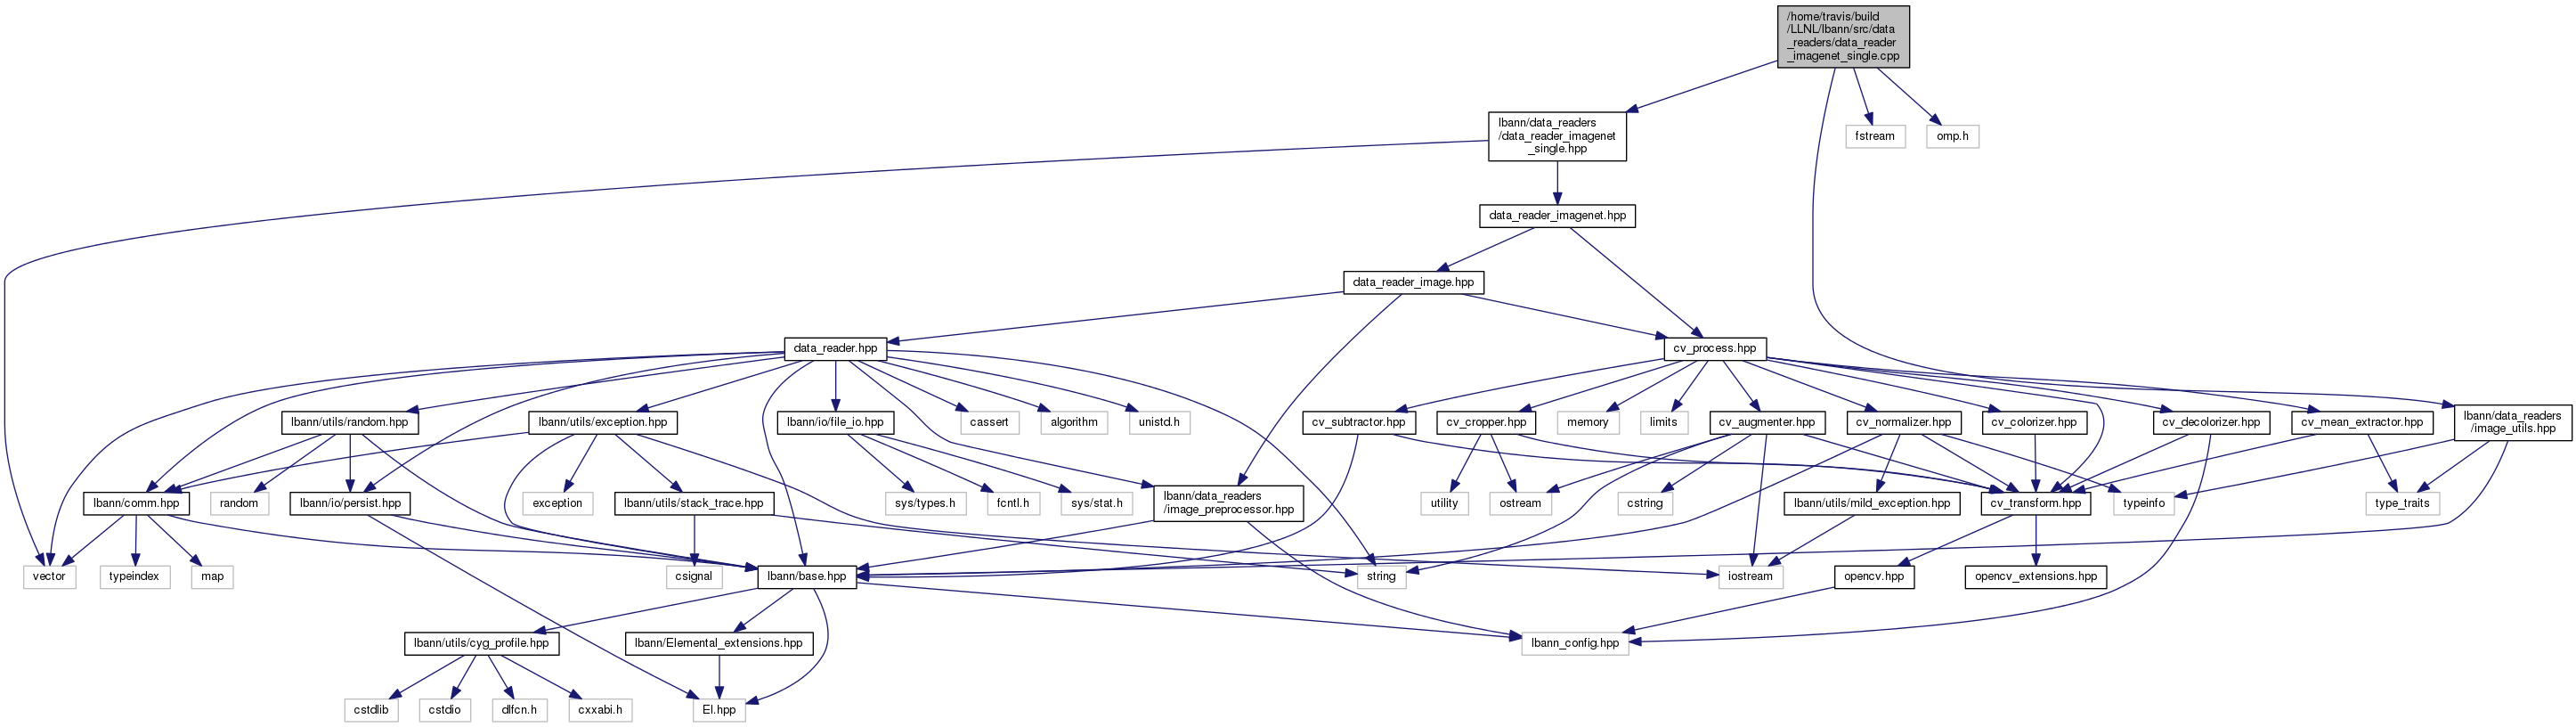 /home/travis/build
/LLNL/lbann/src/data
_readers/data_reader
_imagenet_single.cpp
lbann/data_readers
/data_reader_imagenet
_single.hpp
fstream
omp.h
data_reader_imagenet.hpp
data_reader_image.hpp
data_reader.hpp
cv_process.hpp
lbann/utils/random.hpp
lbann/utils/exception.hpp
lbann/io/file_io.hpp
cassert
algorithm
unistd.h
cv_subtractor.hpp
cv_cropper.hpp
memory
limits
cv_augmenter.hpp
cv_normalizer.hpp
cv_colorizer.hpp
cv_decolorizer.hpp
cv_mean_extractor.hpp
lbann/data_readers
/image_utils.hpp
lbann/comm.hpp
random
lbann/io/persist.hpp
exception
lbann/utils/stack_trace.hpp
sys/types.h
fcntl.h
sys/stat.h
lbann/data_readers
/image_preprocessor.hpp
utility
ostream
cstring
lbann/utils/mild_exception.hpp
cv_transform.hpp
typeinfo
type_traits
vector
typeindex
map
csignal
lbann/base.hpp
string
iostream
opencv.hpp
opencv_extensions.hpp
lbann/utils/cyg_profile.hpp
lbann/Elemental_extensions.hpp
lbann_config.hpp
cstdlib
cstdio
dlfcn.h
cxxabi.h
El.hpp